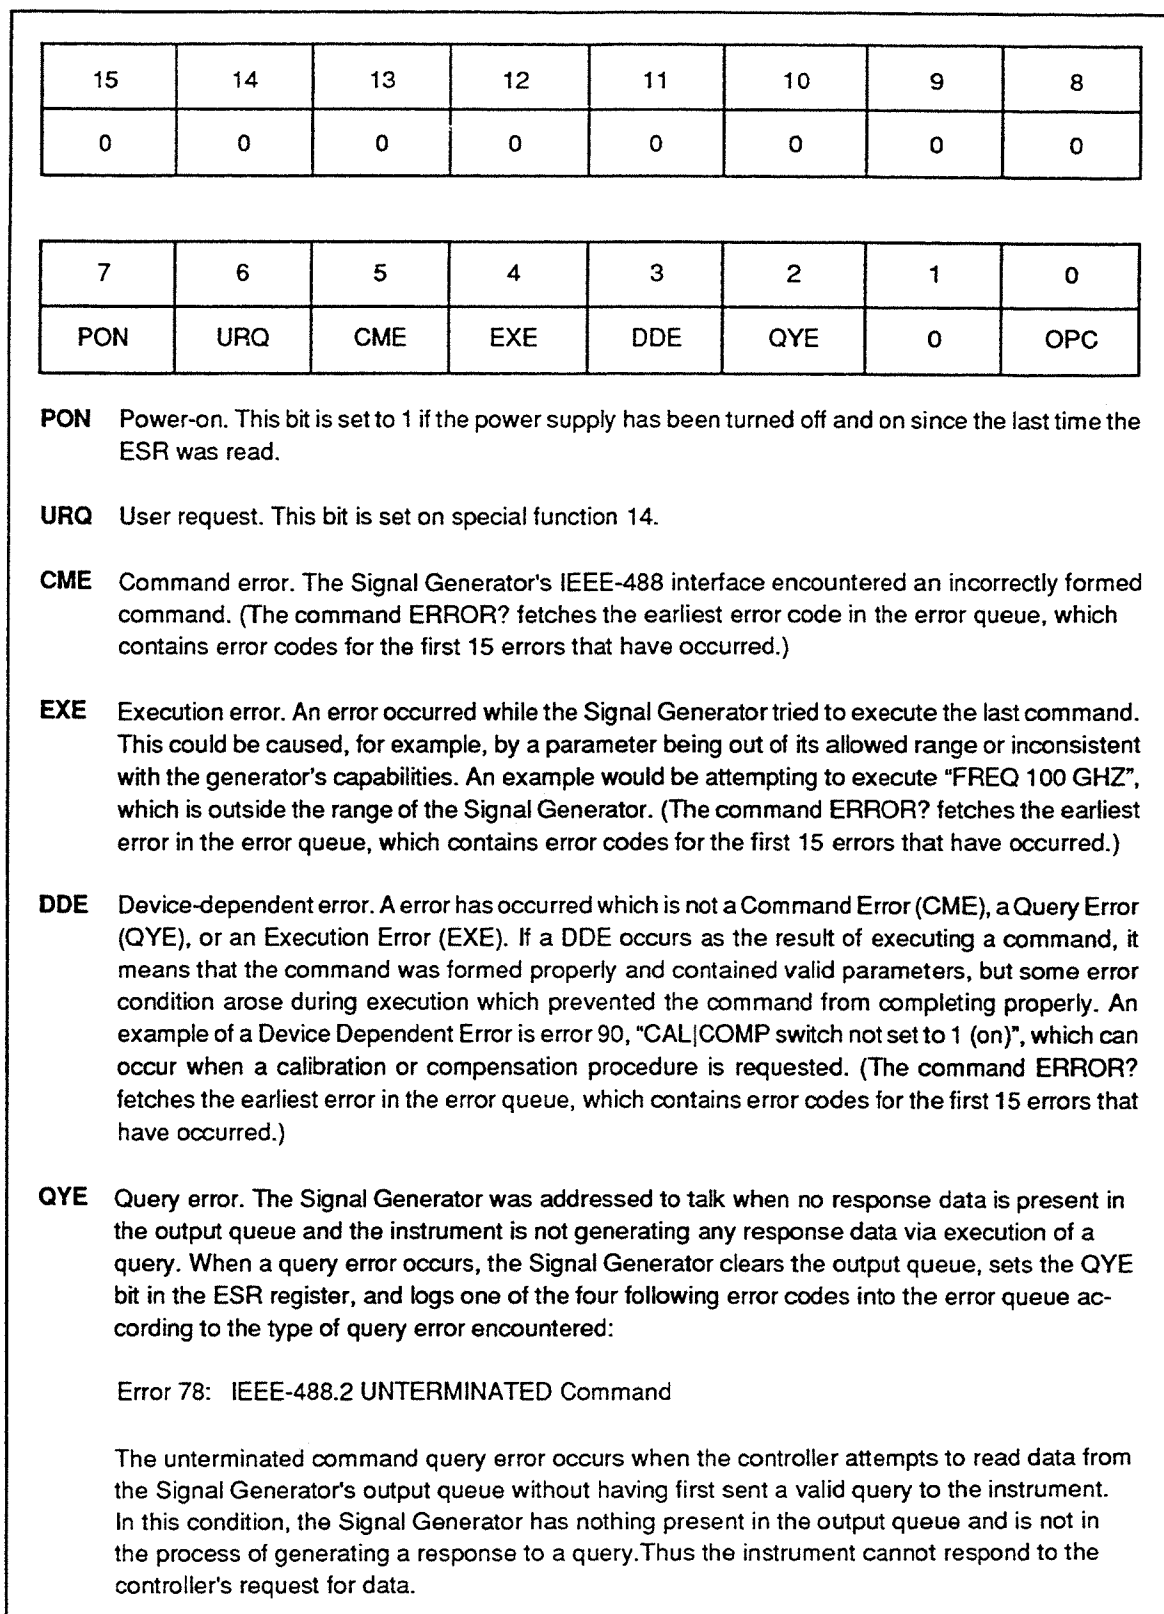 15 14 13 12 11 10 9 8
0 0 0 0 0 0 0 0
7 6 5 4 3 2 1 0
PON URQ CME EXE DDE QYE 0 OPC
PON Power-on. This bit is set to 1 if the power supply has been turned off and on since the last time the
ESR was read.
URQ User request. This bit is set on special function 14.
CME Command error. The Signal Generator's IEEE-488 interface encountered an incorrectly formed
command. (The command ERROR? fetches the earliest error code in the error queue, which
contains error codes for the first 15 errors that have occurred.)
EXE Execution error. An error occurred while the Signal Generator tried to execute the last command.
This could be caused, for example, by a parameter being out of its allowed range or inconsistent
with the generator's capabilities. An example would be attempting to execute "FREQ 100 GHZ",
which is outside the range of the Signal Generator. (The command ERROR? fetches the earliest
error in the error queue, which contains error codes for the first 15 errors that have occurred.)
DDE Device-dependent error. A error has occurred which is not a Command Error (CME), a Query Error
(QYE), or an Execution Error (EXE). If a DDE occurs as the result of executing a command, it
means that the command was formed properly and contained valid parameters, but some error
condition arose during execution which prevented the command from completing properly. An
example of a Device Dependent Error is error 90, "CAL|COMP switch not set to 1 (on)", which can
occur when a calibration or compensation procedure is requested. (The command ERROR?
fetches the earliest error in the error queue, which contains error codes for the first 15 errors that
have occurred.)
QYE Query error. The Signal Generator was addressed to talk when no response data is present in
the output queue and the instrument is not generating any response data via execution of a
query. When a query error occurs, the Signal Generator clears the output queue, sets the QYE
bit in the ESR register, and logs one of the four following error codes into the error queue ac-
cording to the type of query error encountered:
Error 78: IEEE-488.2 UNTERMINATED Command
The unterminated command query error occurs when the controller attempts to read data from
the Signal Generator's output queue without having first sent a valid query to the instrument.
In this condition, the Signal Generator has nothing present in the output queue and is not in
the process of generating a response to a query.Thus the instrument cannot respond to the
controller's request for data.